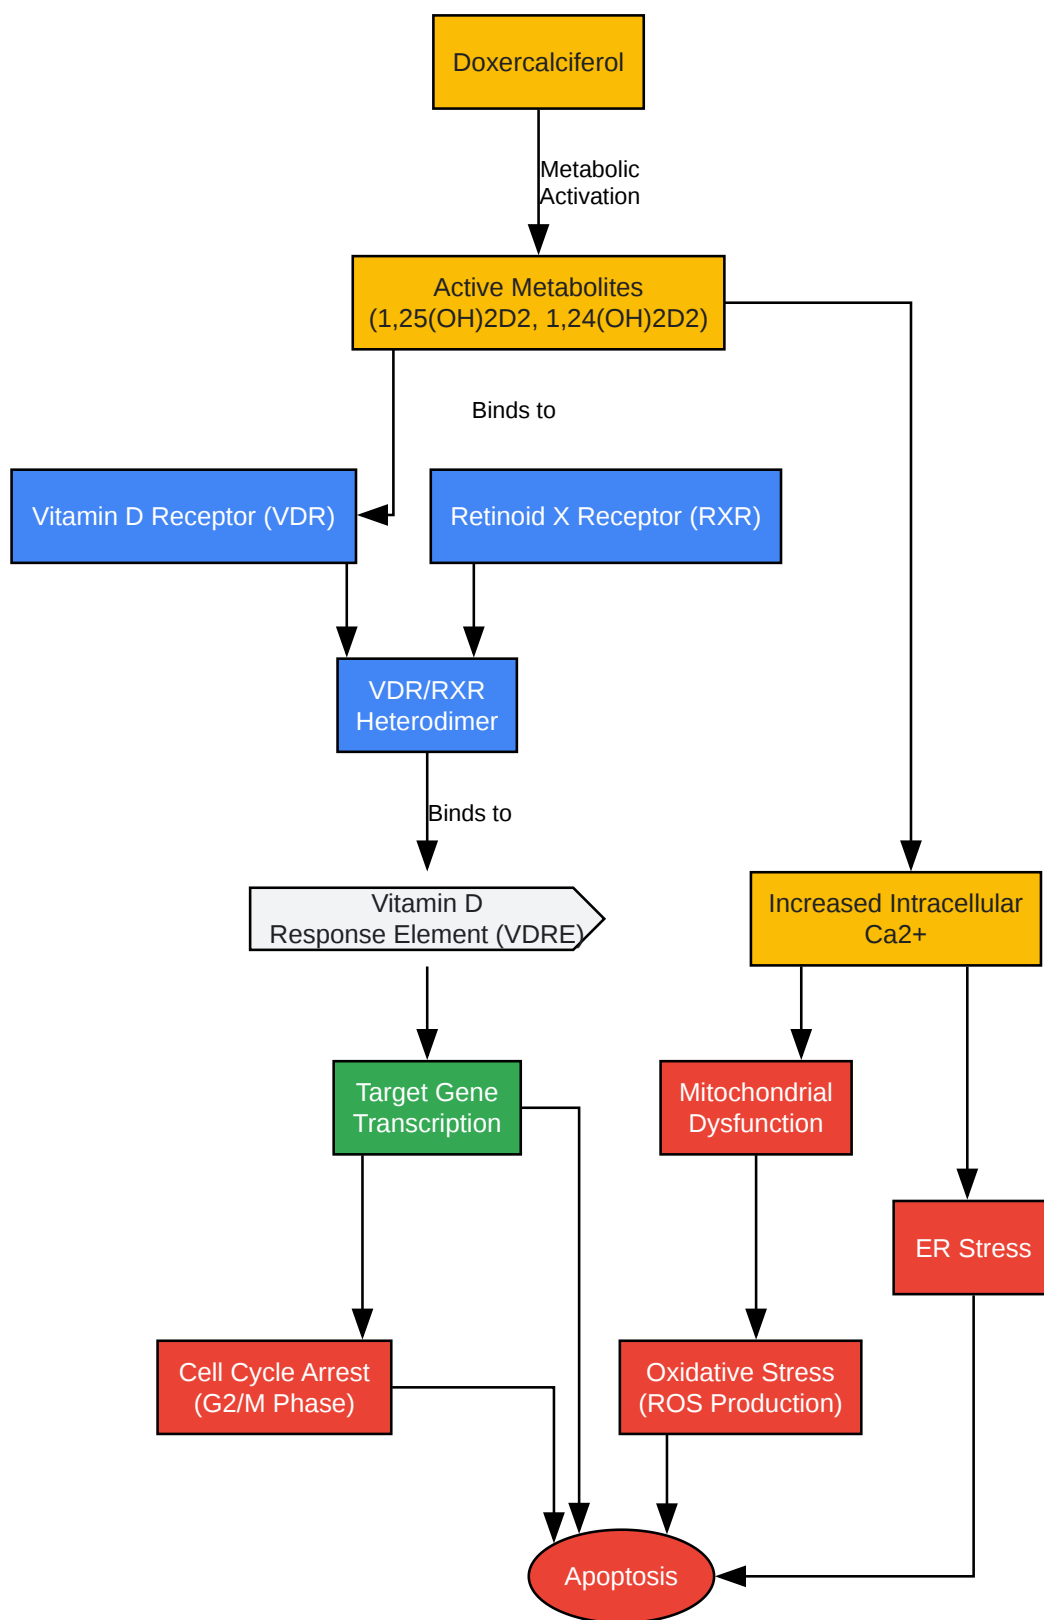 Doxercalciferol
Metabolic
Activation
Active Metabolites
(1,25(OH)2D2, 1,24(OH)2D2)
Binds to
Vitamin D Receptor (VDR)
Retinoid X Receptor (RXR)
VDR/RXR
Heterodimer
Binds to
Vitamin D
Response Element (VDRE)
Increased Intracellular
Ca2+
Target Gene
Transcription
Mitochondrial
Dysfunction
ER Stress
Cell Cycle Arrest
(G2/M Phase)
Oxidative Stress
(ROS Production)
Apoptosis